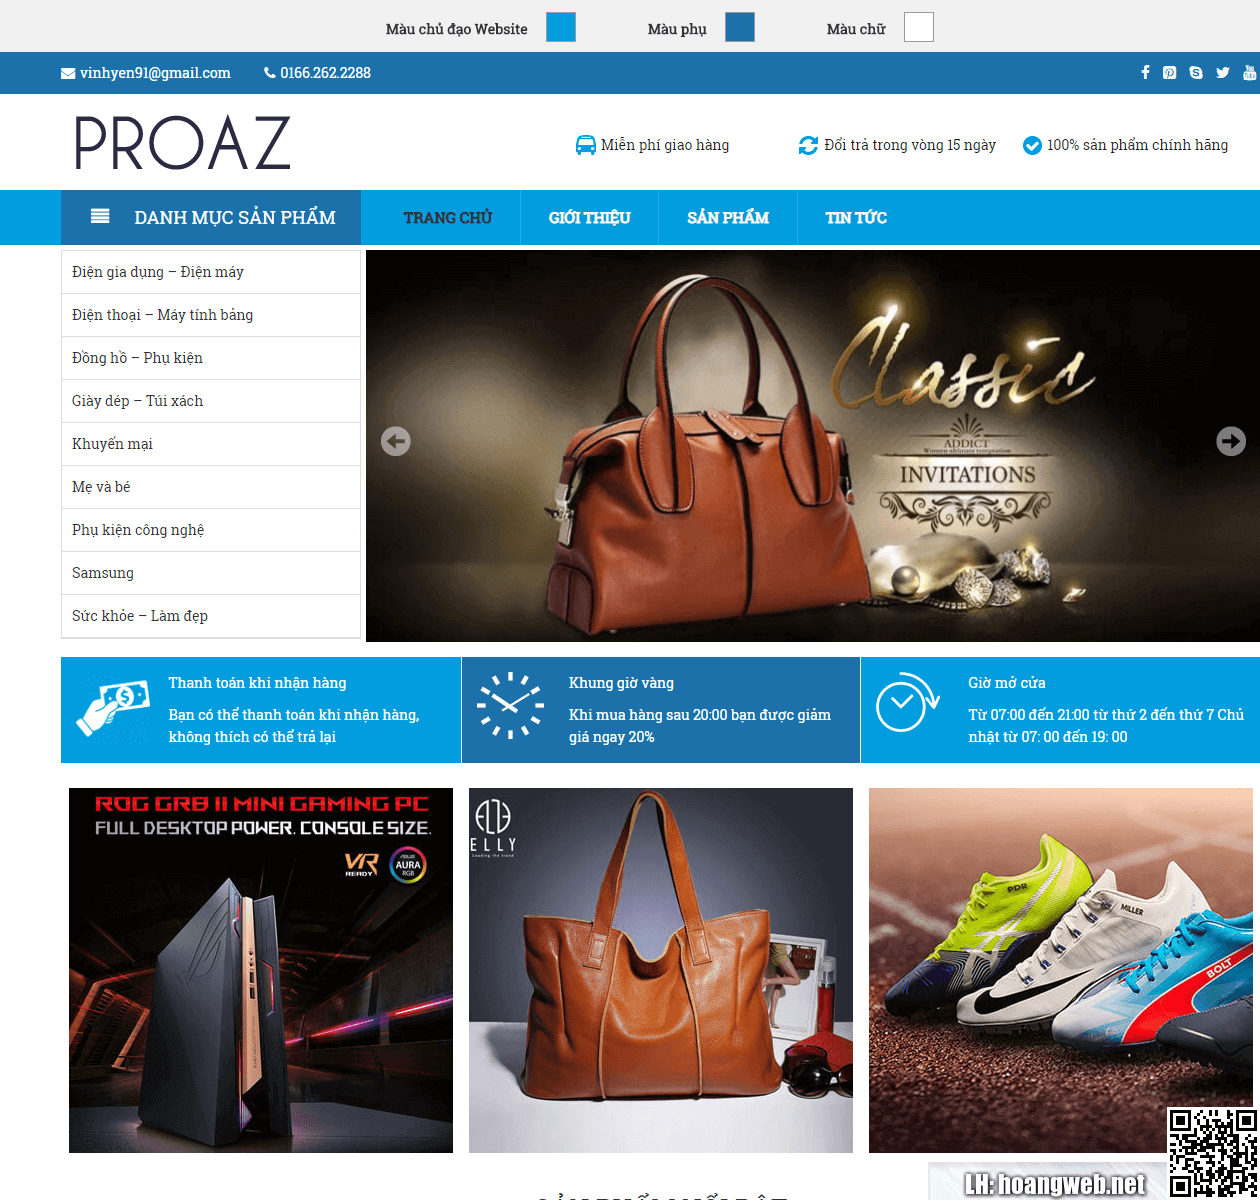 Màu chủ đạo Website
Màu phụ
Màu chữ
vinhyen91@gmail.com
0166.262.2288
PROAZ
Miễn phí giao hàng
Đổi trả trong vòng 15 ngày
100% sản phẩm chính hãng
DANH MỤC SẢN PHẨM
TRANG CHỦ
GIỚI THIỆU
SẢN PHẨM
TIN TỨC
Điện gia dụng – Điện máy
Điện thoại – Máy tính bảng
Đồng hồ – Phụ kiện
Giày dép – Túi xách
Khuyến mại
Mẹ và bé
Phụ kiện công nghệ
Samsung
Sức khỏe – Làm đẹp
Classic
ADDICT
INVITATIONS
Thanh toán khi nhận hàng
Bạn có thể thanh toán khi nhận hàng,
không thích có thể trả lại
Khung giờ vàng
Khi mua hàng sau 20:00 bạn được giảm
giá ngay 20%
Giờ mở cửa
Từ 07:00 đến 21:00 từ thứ 2 đến thứ 7 Chủ
nhật từ 07: 00 đến 19: 00
ROG GR8 II MINI GAMING PC
FULL DESKTOP POWER. CONSOLE SIZE.
VR
READY
ASUS
AURA
RGB
ELLY
Leading the trend
PDR
MILLER
BOLT
LH: hoangweb.net